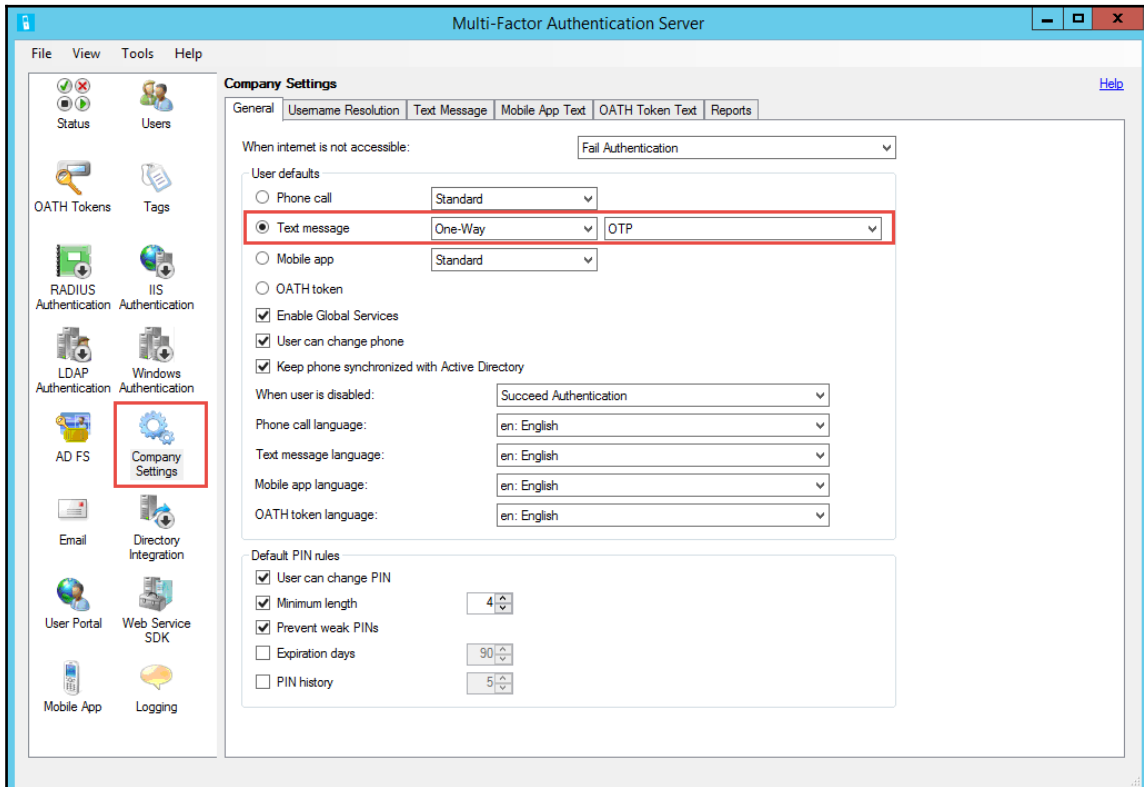 Multi-Factor Authentication Server
File View Tools Help
Status Users
OATH Tokens Tags
RADIUS Authentication IIS Authentication
LDAP Authentication Windows Authentication
AD FS Company Settings
Email Directory Integration
User Portal Web Service SDK
Mobile App Logging
Company Settings Help
General Username Resolution Text Message Mobile App Text OATH Token Text Reports
When internet is not accessible: Fail Authentication
User defaults
Phone call Standard
Text message One-Way OTP
Mobile app Standard
OATH token
Enable Global Services
User can change phone
Keep phone synchronized with Active Directory
When user is disabled: Succeed Authentication
Phone call language: en: English
Text message language: en: English
Mobile app language: en: English
OATH token language: en: English
Default PIN rules
User can change PIN
Minimum length 4
Prevent weak PINs
Expiration days 90
PIN history 5